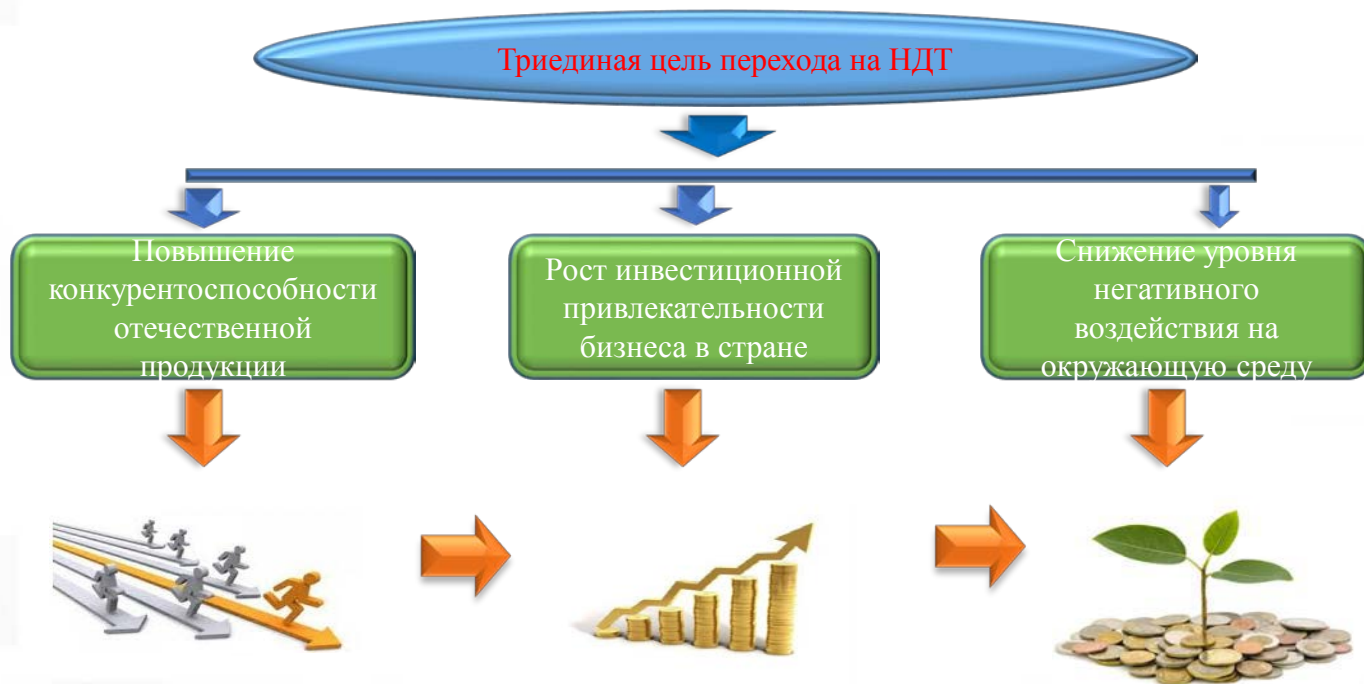 Триединая цель перехода на НДТ
Повышение
конкурентоспособности
отечественной
продукции
Рост инвестиционной
привлекательности
бизнеса в стране
Снижение уровня
негативного
воздействия на
окружающую среду